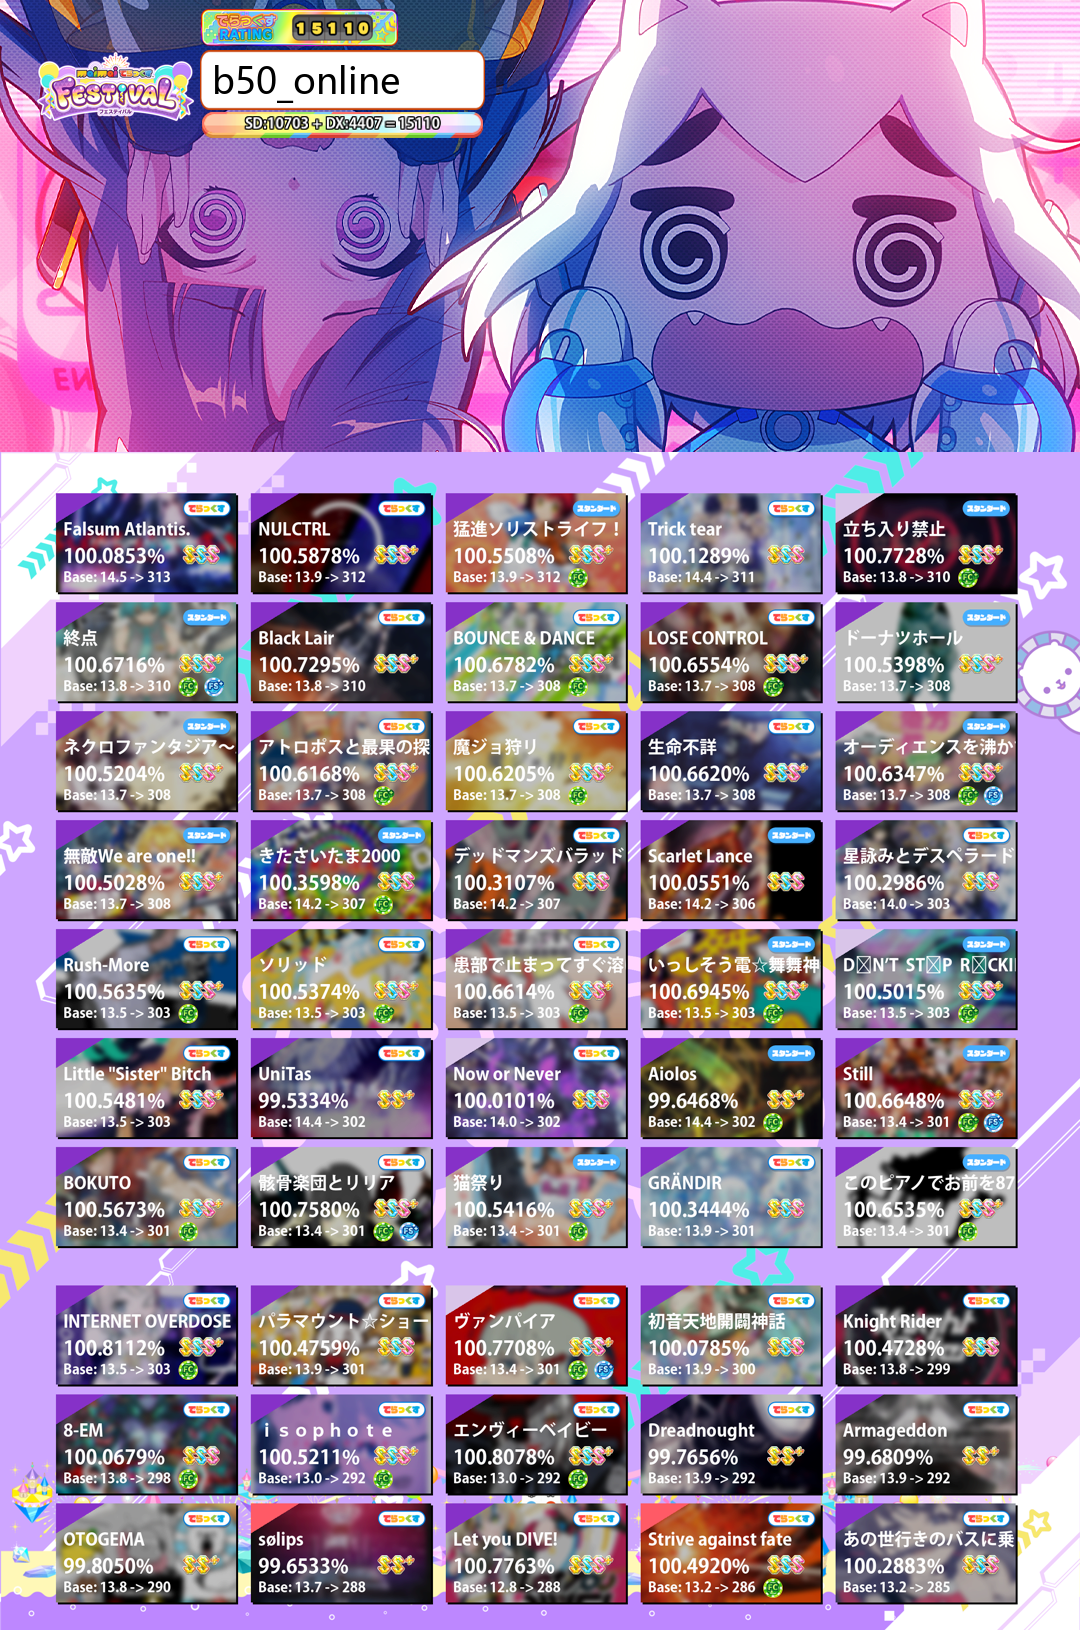 でらっくす
RATING 15110
maimai でらっくす
FESTiVAL
フェスティバル
b50_online
SD:10703 + DX:4407 = 15110
でらっくす
Falsum Atlantis.
100.0853% SSS
Base: 14.5 -> 313
でらっくす
NULCTRL
100.5878% SSS+
Base: 13.9 -> 312
スタンダード
猛進ソリストライフ！
100.5508% SSS+
Base: 13.9 -> 312 FC
でらっくす
Trick tear
100.1289% SSS
Base: 14.4 -> 311
でらっくす
立ち入り禁止
100.7728% SSS+
Base: 13.8 -> 310 FC
スタンダード
終点
100.6716% SSS+
Base: 13.8 -> 310 FC FS
でらっくす
Black Lair
100.7295% SSS+
Base: 13.8 -> 310
でらっくす
BOUNCE & DANCE
100.6782% SSS+
Base: 13.7 -> 308 FC
でらっくす
LOSE CONTROL
100.6554% SSS+
Base: 13.7 -> 308 FC
スタンダード
ドーナツホール
100.5398% SSS+
Base: 13.7 -> 308
スタンダード
ネクロファンタジア～
100.5204% SSS+
Base: 13.7 -> 308
でらっくす
アトロポスと最果の探
100.6168% SSS+
Base: 13.7 -> 308 FC+
でらっくす
魔ジョ狩リ
100.6205% SSS+
Base: 13.7 -> 308 FC
でらっくす
生命不詳
100.6620% SSS+
Base: 13.7 -> 308
スタンダード
オーディエンスを沸か
100.6347% SSS+
Base: 13.7 -> 308 FC+ FS
スタンダード
無敵We are one!!
100.5028% SSS+
Base: 13.7 -> 308
スタンダード
きたさいたま2000
100.3598% SSS
Base: 14.2 -> 307 FC
でらっくす
デッドマンズバラッド
100.3107% SSS
Base: 14.2 -> 307
スタンダード
Scarlet Lance
100.0551% SSS
Base: 14.2 -> 306
でらっくす
星詠みとデスペラード
100.2986% SSS
Base: 14.0 -> 303
でらっくす
Rush-More
100.5635% SSS+
Base: 13.5 -> 303 FC
でらっくす
ソリッド
100.5374% SSS+
Base: 13.5 -> 303 FC+
でらっくす
患部で止まってすぐ溶
100.6614% SSS+
Base: 13.5 -> 303 FC+
スタンダード
いっしそう電☆舞舞神
100.6945% SSS+
Base: 13.5 -> 303 FC+
スタンダード
D☒N'T ST☒P R☒CKI
100.5015% SSS+
Base: 13.5 -> 303 FC+
でらっくす
Little "Sister" Bitch
100.5481% SSS+
Base: 13.5 -> 303
でらっくす
UniTas
99.5334% SS+
Base: 14.4 -> 302
でらっくす
Now or Never
100.0101% SSS
Base: 14.0 -> 302
スタンダード
Aiolos
99.6468% SS+
Base: 14.4 -> 302 FC
スタンダード
Still
100.6648% SSS+
Base: 13.4 -> 301 FC+ FS
でらっくす
BOKUTO
100.5673% SSS+
Base: 13.4 -> 301 FC
でらっくす
骸骨楽団とリリア
100.7580% SSS+
Base: 13.4 -> 301 FC+ FS+
スタンダード
猫祭り
100.5416% SSS+
Base: 13.4 -> 301 FC
でらっくす
GRÄNDIR
100.3444% SSS
Base: 13.9 -> 301
スタンダード
このピアノでお前を87
100.6535% SSS+
Base: 13.4 -> 301 FC
でらっくす
INTERNET OVERDOSE
100.8112% SSS+
Base: 13.5 -> 303 FC
でらっくす
パラマウント☆ショー
100.4759% SSS
Base: 13.9 -> 301
でらっくす
ヴァンパイア
100.7708% SSS+
Base: 13.4 -> 301 FC FS+
でらっくす
初音天地開闢神話
100.0785% SSS
Base: 13.9 -> 300
でらっくす
Knight Rider
100.4728% SSS
Base: 13.8 -> 299
でらっくす
8-EM
100.0679% SSS
Base: 13.8 -> 298 FC
でらっくす
ｉｓｏｐｈｏｔｅ
100.5211% SSS+
Base: 13.0 -> 292 FC
でらっくす
エンヴィーベイビー
100.8078% SSS+
Base: 13.0 -> 292 FC
でらっくす
Dreadnought
99.7656% SS+
Base: 13.9 -> 292
でらっくす
Armageddon
99.6809% SS+
Base: 13.9 -> 292
でらっくす
OTOGEMA
99.8050% SS+
Base: 13.8 -> 290
でらっくす
sølips
99.6533% SS+
Base: 13.7 -> 288
でらっくす
Let you DIVE!
100.7763% SSS+
Base: 12.8 -> 288
でらっくす
Strive against fate
100.4920% SSS
Base: 13.2 -> 286 FC
でらっくす
あの世行きのバスに乗
100.2883% SSS
Base: 13.2 -> 285